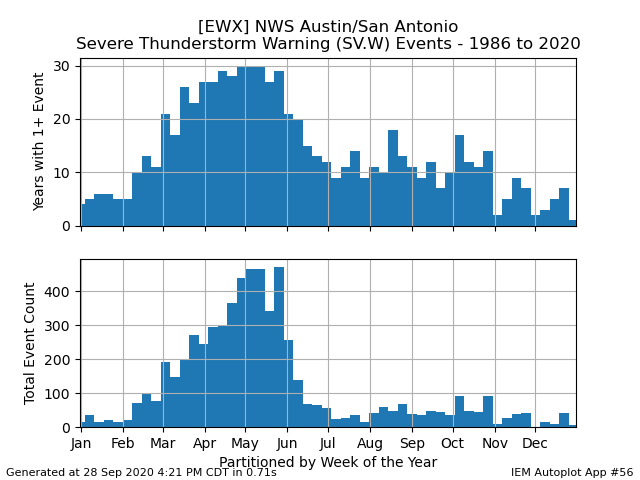 [EWX] NWS Austin/San Antonio
Severe Thunderstorm Warning (SV.W) Events - 1986 to 2020
Years with 1+ Event
30
20
10
0
Total Event Count
400
300
200
100
0
Jan Feb Mar Apr May Jun Jul Aug Sep Oct Nov Dec
Partitioned by Week of the Year
Generated at 28 Sep 2020 4:21 PM CDT in 0.71s
IEM Autoplot App #56